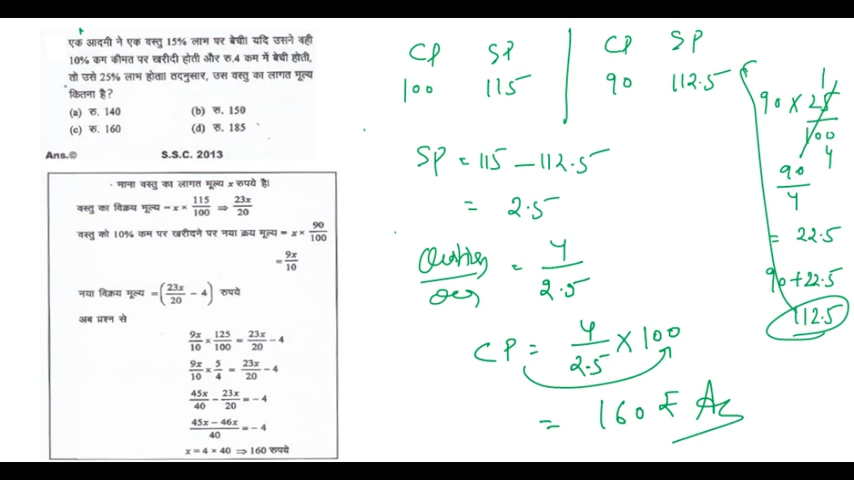 एक आदमी ने एक वस्तु 15% लाभ पर बेची। यदि उसने वही
10% कम कीमत पर खरीदी होती और रु.4 कम में बेची होती,
तो उसे 25% लाभ होता। तद्नुसार, उस वस्तु का लागत मूल्य
कितना है?
(a) रु. 140 (b) रु. 150
(c) रु. 160 (d) रु. 185
Ans.© S.S.C. 2013
माना वस्तु का लागत मूल्य x रुपये है।
वस्तु का विक्रय मूल्य = x × 115/100 ⇒ 23x/20
वस्तु को 10% कम पर खरीदने पर नया क्रय मूल्य = x × 90/100
= 9x/10
नया विक्रय मूल्य = (23x/20 − 4) रुपये
अब प्रश्न से
9x/10 × 125/100 = 23x/20 − 4
9x/10 × 5/4 = 23x/20 − 4
45x/40 − 23x/20 = − 4
45x − 46x/40 = − 4
x = 4 × 40 ⇒ 160 रुपये
CP SP CP SP
100 115 90 112.5
SP = 115 − 112.5
= 2.5
= 4/2.5
CP = 4/2.5 × 100
= 160 ₹ As
90 × 25/100
1
4
90/4
= 22.5
90 + 22.5
112.5